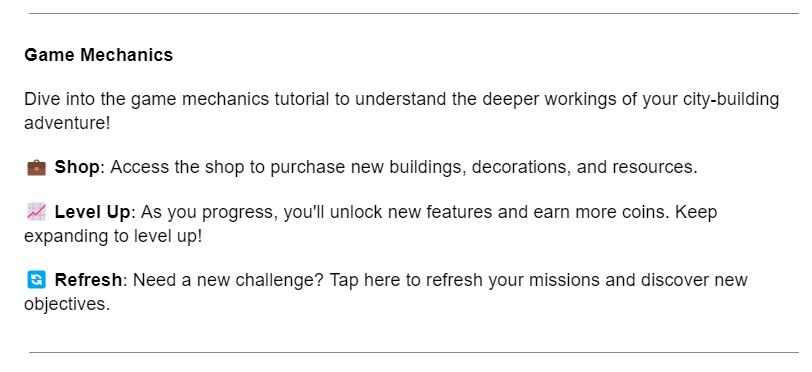 Game Mechanics
Dive into the game mechanics tutorial to understand the deeper workings of your city-building
adventure!
💼 Shop: Access the shop to purchase new buildings, decorations, and resources.
📈 Level Up: As you progress, you'll unlock new features and earn more coins. Keep
expanding to level up!
🔄 Refresh: Need a new challenge? Tap here to refresh your missions and discover new
objectives.